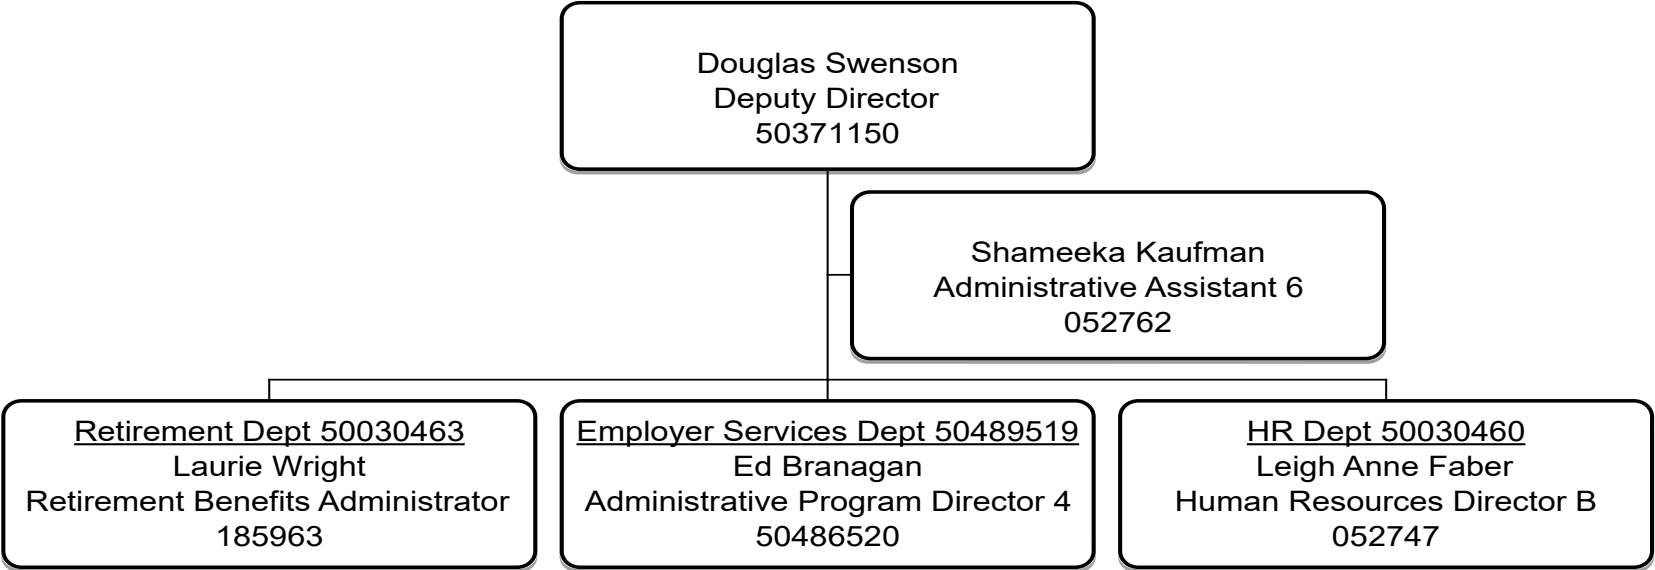 Douglas Swenson
Deputy Director
50371150
Shameeka Kaufman
Administrative Assistant 6
052762
Retirement Dept 50030463
Laurie Wright
Retirement Benefits Administrator
185963
Employer Services Dept 50489519
Ed Branagan
Administrative Program Director 4
50486520
HR Dept 50030460
Leigh Anne Faber
Human Resources Director B
052747